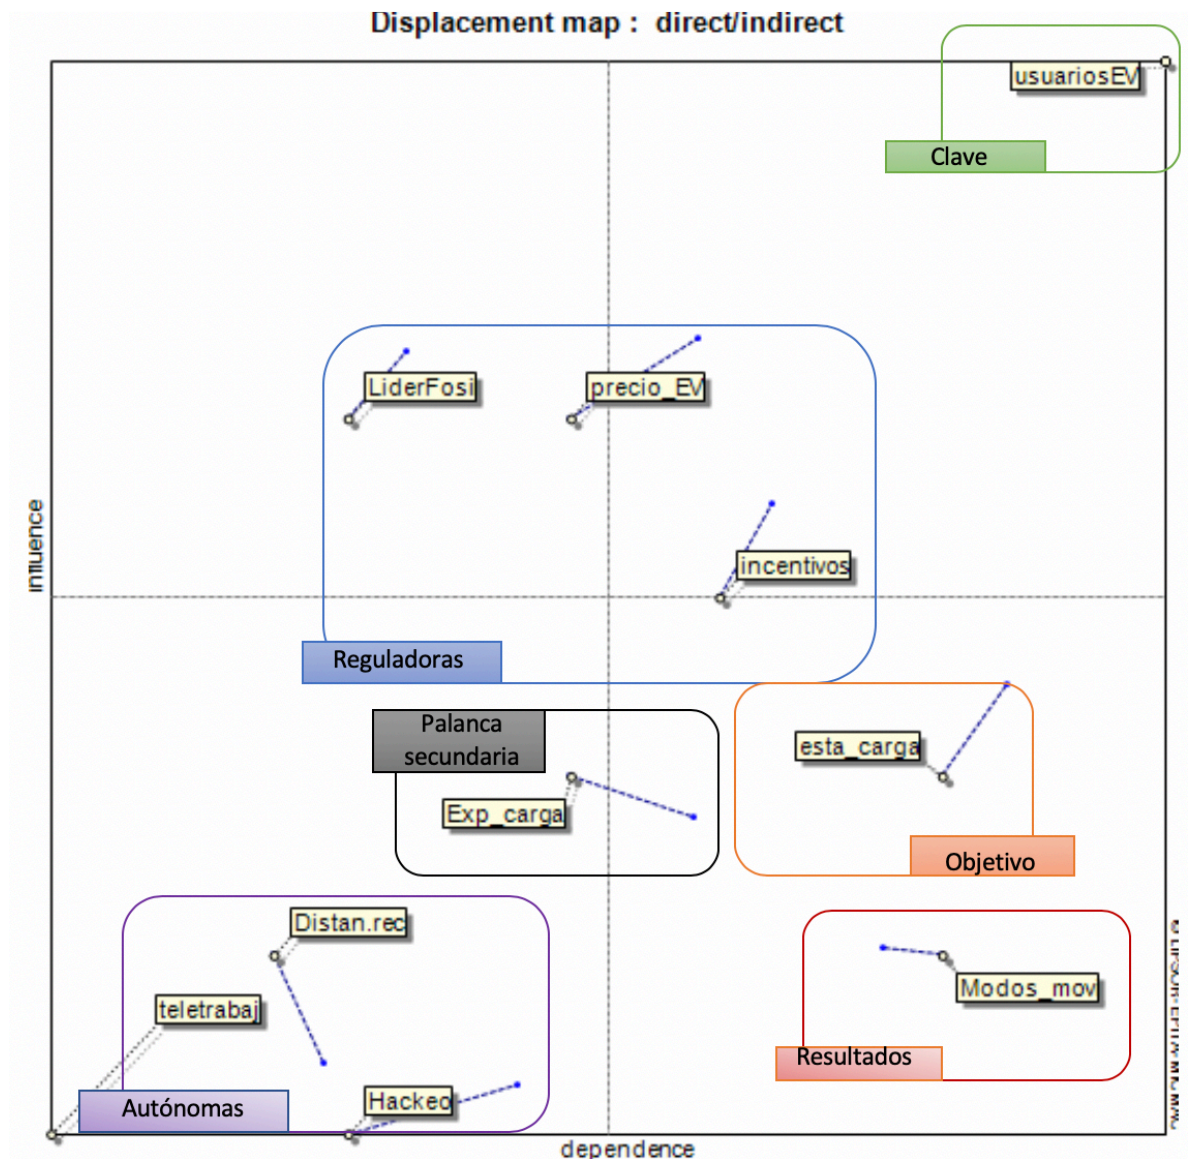 Displacement map : direct/indirect
usuariosEV
Clave
LiderFosi
precio_EV
influence
incentivos
Reguladoras
Palanca
secundaria
esta_carga
Exp_carga
Objetivo
Distan.rec
teletrabaj
Modos_mov
Resultados
Hackeo
Autónomas
dependence